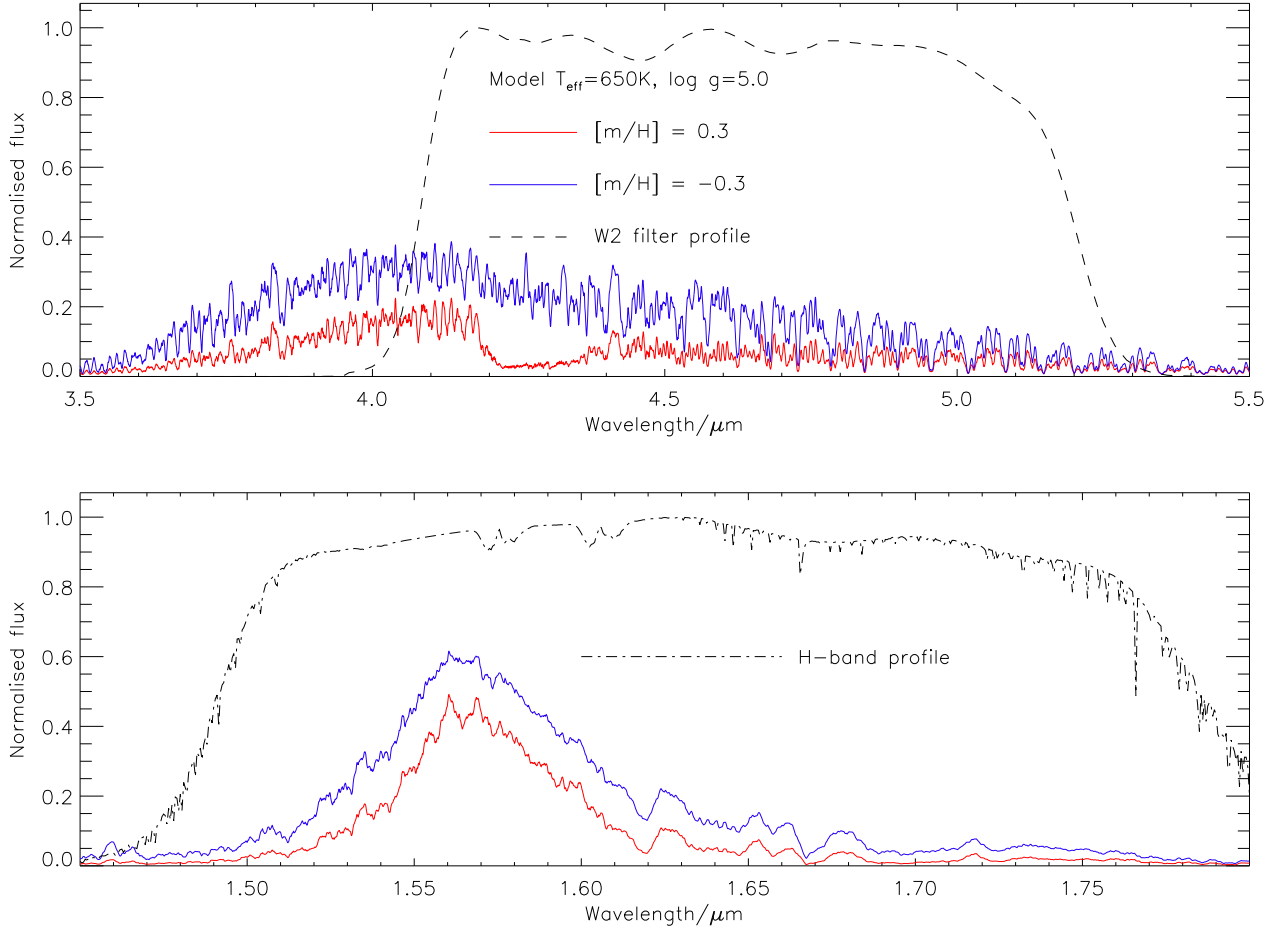 1.0
0.8
0.6
0.4
0.2
0.0
Normalised flux
Model T_eff=650K, log g=5.0
[m/H] = 0.3
[m/H] = −0.3
W2 filter profile
3.5 4.0 4.5 5.0 5.5
Wavelength/μm
1.0
0.8
0.6
0.4
0.2
0.0
Normalised flux
H−band profile
1.50 1.55 1.60 1.65 1.70 1.75
Wavelength/μm